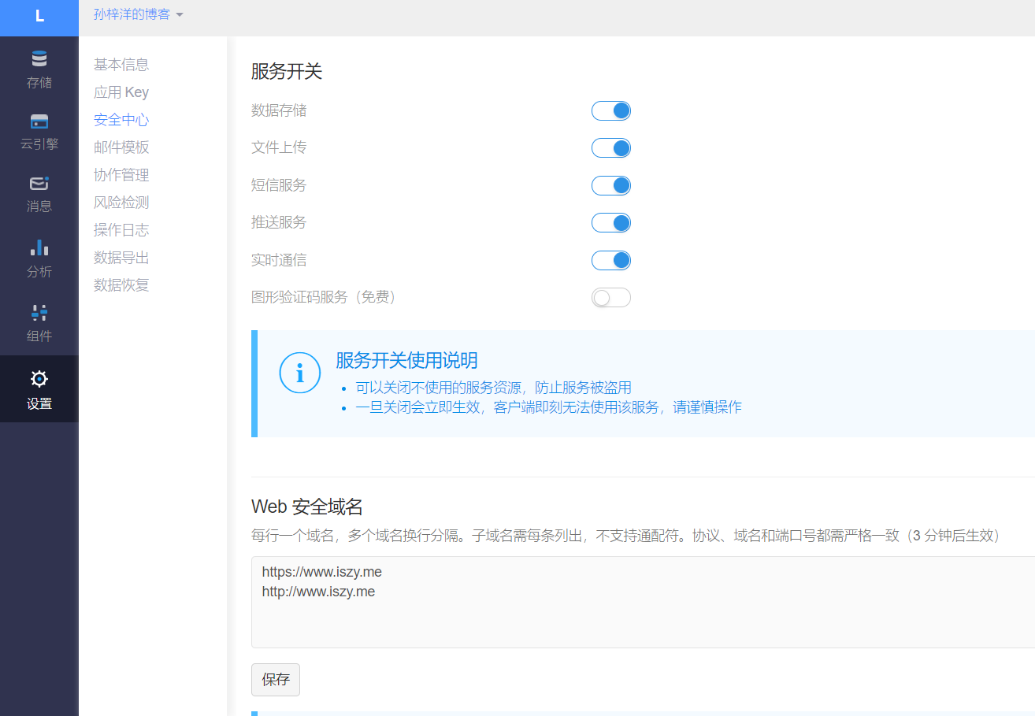 L
孙梓洋的博客
存储
云引擎
消息
分析
组件
设置
基本信息
应用 Key
安全中心
邮件模板
协作管理
风险检测
操作日志
数据导出
数据恢复
服务开关
数据存储
文件上传
短信服务
推送服务
实时通信
图形验证码服务（免费）
服务开关使用说明
可以关闭不使用的服务资源，防止服务被盗用
一旦关闭会立即生效，客户端即刻无法使用该服务，请谨慎操作
Web 安全域名
每行一个域名，多个域名换行分隔。子域名需每条列出，不支持通配符。协议、域名和端口号都需严格一致（3 分钟后生效）
https://www.iszy.me
http://www.iszy.me
保存